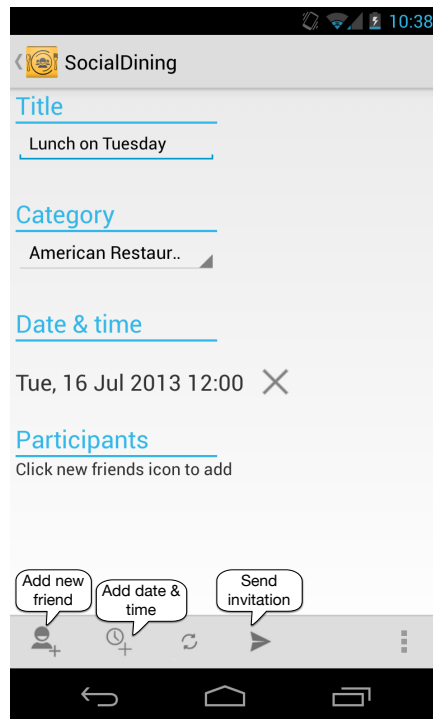 10:38
SocialDining
Title
Lunch on Tuesday
Category
American Restaur..
Date & time
Tue, 16 Jul 2013 12:00
Participants
Click new friends icon to add
Add new
friend
Add date &
time
Send
invitation